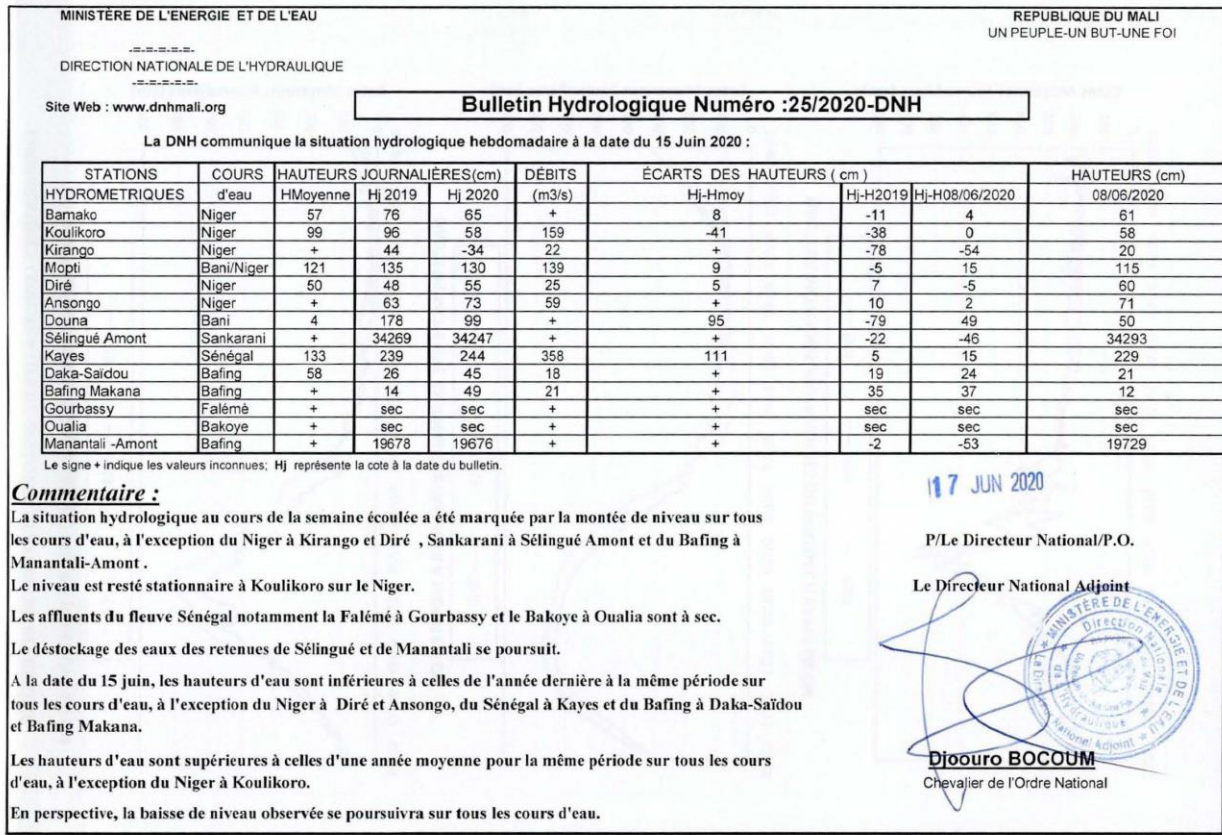 MINISTÈRE DE L'ENERGIE ET DE L'EAU
REPUBLIQUE DU MALI
UN PEUPLE-UN BUT-UNE FOI
-=-=-=-=-=-
DIRECTION NATIONALE DE L'HYDRAULIQUE
-=-=-=-=-=-
Site Web : www.dnhmali.org
Bulletin Hydrologique Numéro :25/2020-DNH
La DNH communique la situation hydrologique hebdomadaire à la date du 15 Juin 2020 :
STATIONS COURS HAUTEURS JOURNALIÈRES(cm) DÉBITS ÉCARTS DES HAUTEURS ( cm ) HAUTEURS (cm)
HYDROMETRIQUES d'eau HMoyenne Hj 2019 Hj 2020 (m3/s) Hj-Hmoy Hj-H2019 Hj-H08/06/2020 08/06/2020
Bamako Niger 57 76 65 + 8 -11 4 61
Koulikoro Niger 99 96 58 159 -41 -38 0 58
Kirango Niger + 44 -34 22 + -78 -54 20
Mopti Bani/Niger 121 135 130 139 9 -5 15 115
Diré Niger 50 48 55 25 5 7 -5 60
Ansongo Niger + 63 73 59 + 10 2 71
Douna Bani 4 178 99 + 95 -79 49 50
Sélingué Amont Sankarani + 34269 34247 + + -22 -46 34293
Kayes Sénégal 133 239 244 358 111 5 15 229
Daka-Saïdou Bafing 58 26 45 18 + 19 24 21
Bafing Makana Bafing + 14 49 21 + 35 37 12
Gourbassy Falémè + sec sec + + sec sec sec
Oualia Bakoye + sec sec + + sec sec sec
Manantali -Amont Bafing + 19678 19676 + + -2 -53 19729
Le signe + indique les valeurs inconnues; Hj représente la cote à la date du bulletin.
17 JUN 2020
Commentaire :
La situation hydrologique au cours de la semaine écoulée a été marquée par la montée de niveau sur tous
les cours d'eau, à l'exception du Niger à Kirango et Diré , Sankarani à Sélingué Amont et du Bafing à
Manantali-Amont .
Le niveau est resté stationnaire à Koulikoro sur le Niger.
Les affluents du fleuve Sénégal notamment la Falémé à Gourbassy et le Bakoye à Oualia sont à sec.
Le déstockage des eaux des retenues de Sélingué et de Manantali se poursuit.
A la date du 15 juin, les hauteurs d'eau sont inférieures à celles de l'année dernière à la même période sur
tous les cours d'eau, à l'exception du Niger à Diré et Ansongo, du Sénégal à Kayes et du Bafing à Daka-Saïdou
et Bafing Makana.
Les hauteurs d'eau sont supérieures à celles d'une année moyenne pour la même période sur tous les cours
d'eau, à l'exception du Niger à Koulikoro.
En perspective, la baisse de niveau observée se poursuivra sur tous les cours d'eau.
P/Le Directeur National/P.O.
Le Directeur National Adjoint
MINISTÈRE DE L'ENERGIE ET DE L'EAU
Direction Nationale
de
Hydraulique
National Adjoint
Djoouro BOCOUM
Chevalier de l'Ordre National